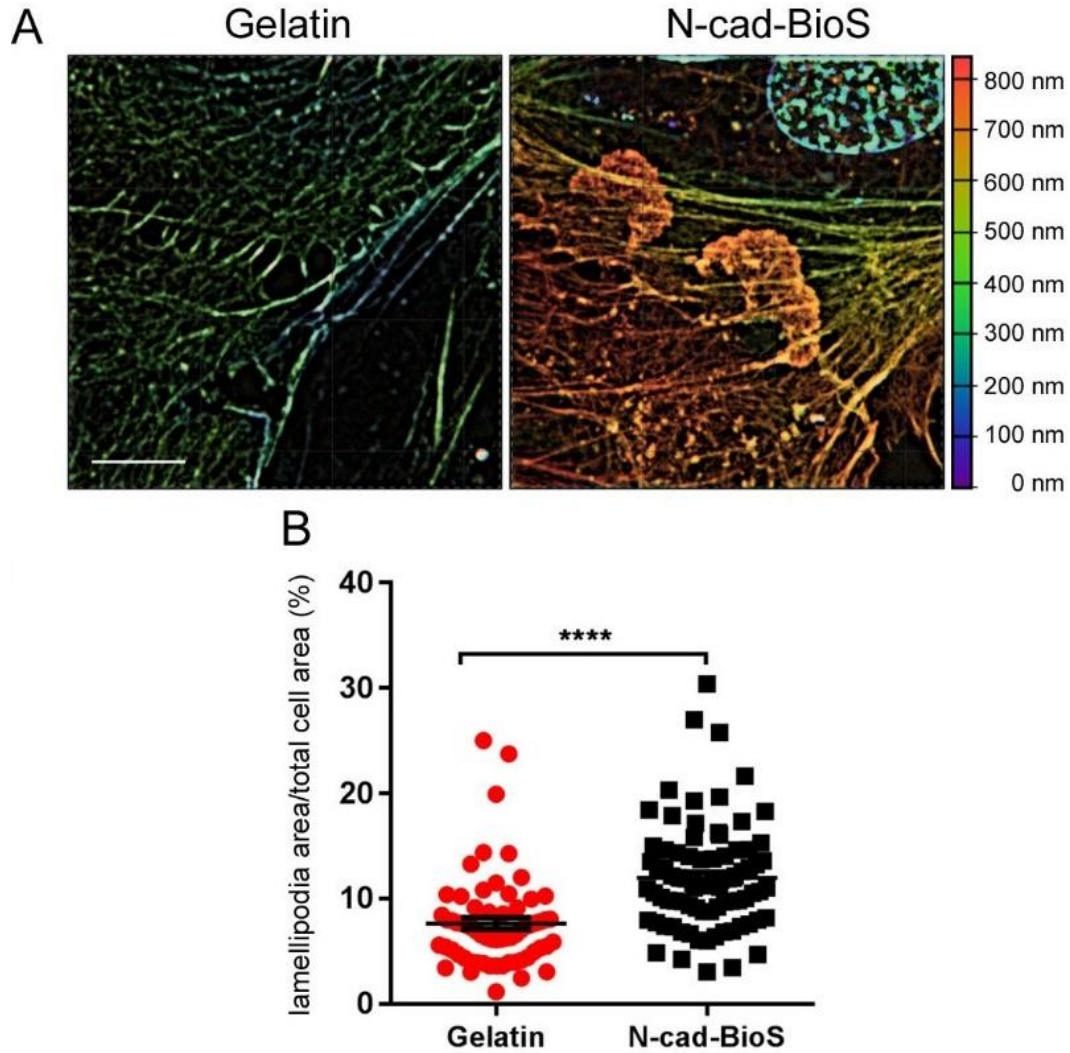 A
Gelatin
N-cad-BioS
800 nm
700 nm
600 nm
500 nm
400 nm
300 nm
200 nm
100 nm
0 nm
B
lamellipodia area/total cell area (%)
40
30
20
10
0
****
Gelatin
N-cad-BioS